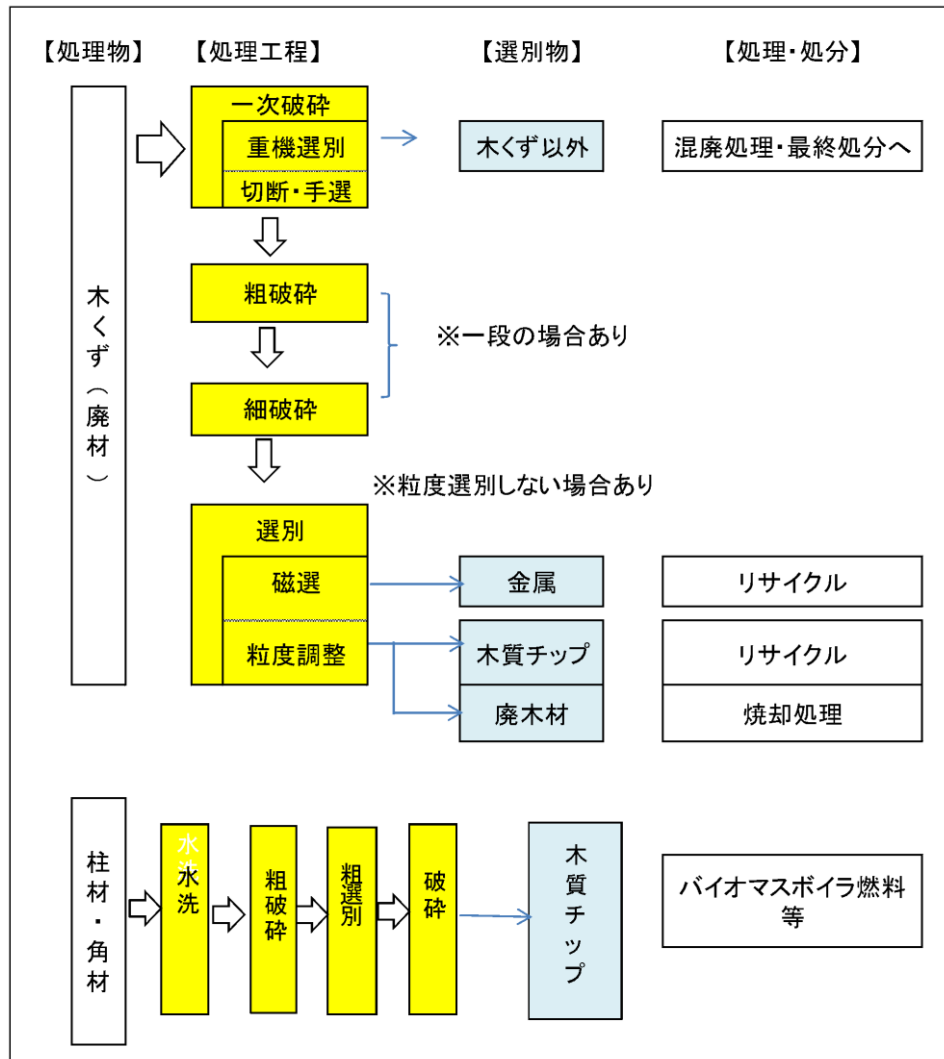 【処理物】 【処理工程】 【選別物】 【処理・処分】
木くず（廃材）
一次破砕
重機選別
切断・手選
木くず以外
混廃処理・最終処分へ
粗破砕
※一段の場合あり
細破砕
※粒度選別しない場合あり
選別
磁選
金属
リサイクル
粒度調整
木質チップ
リサイクル
廃木材
焼却処理
柱材・角材
水洗
水洗
粗破砕
粗選別
破砕
木質チップ
バイオマスボイラ燃料
等